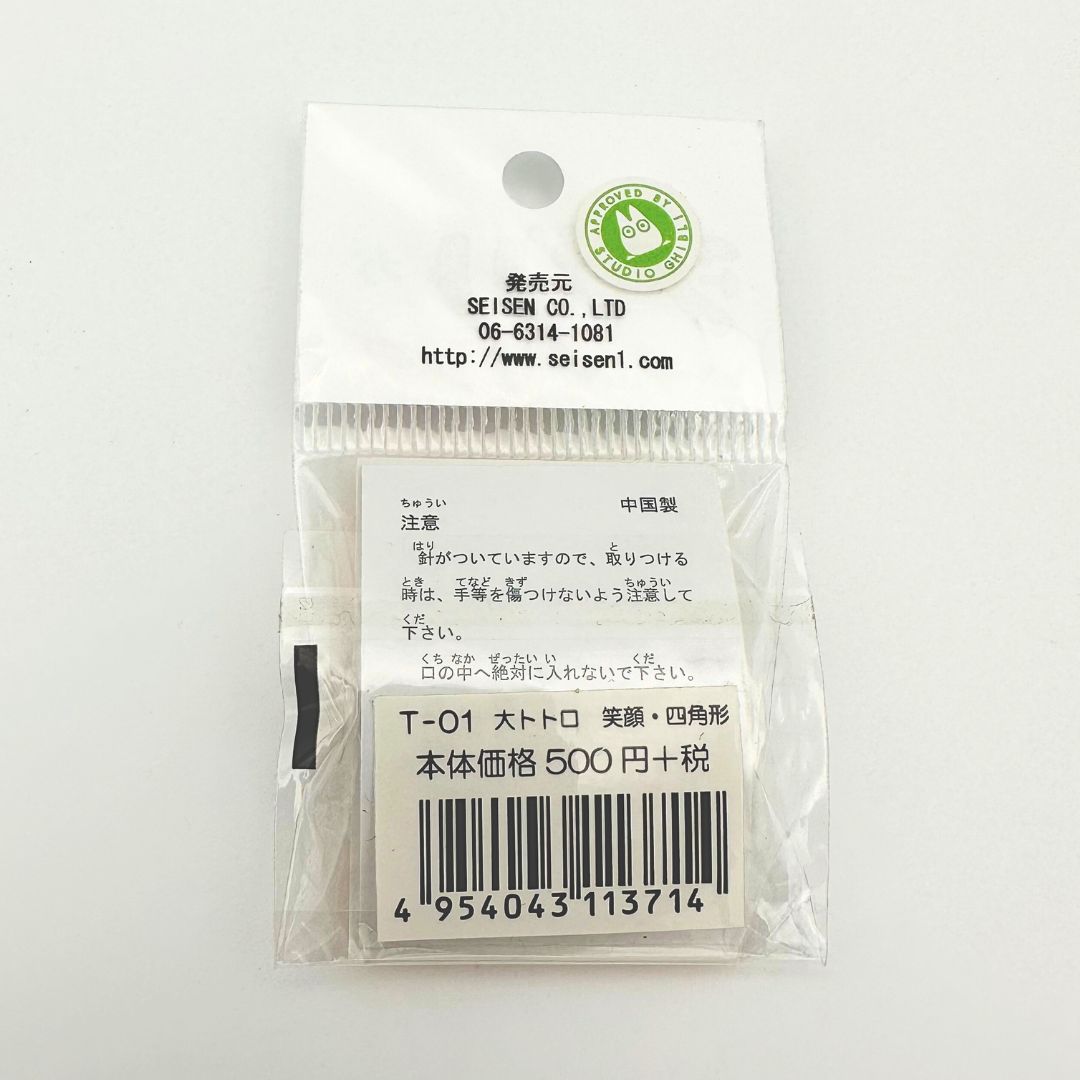 APPROVED BY STUDIO GHIBLI
発売元
SEISEN CO.,LTD
06-6314-1081
http://www.seisen1.com
ちゅうい
注意 中国製
はり と
針がついていますので、取りつける
とき てなど きず ちゅうい
時は、手等を傷つけないよう注意して
くだ
下さい。
くち なか ぜったい い くだ
口の中へ絶対に入れないで下さい。
T-01 大トトロ 笑顔・四角形
本体価格500円+税
4 954043 113714